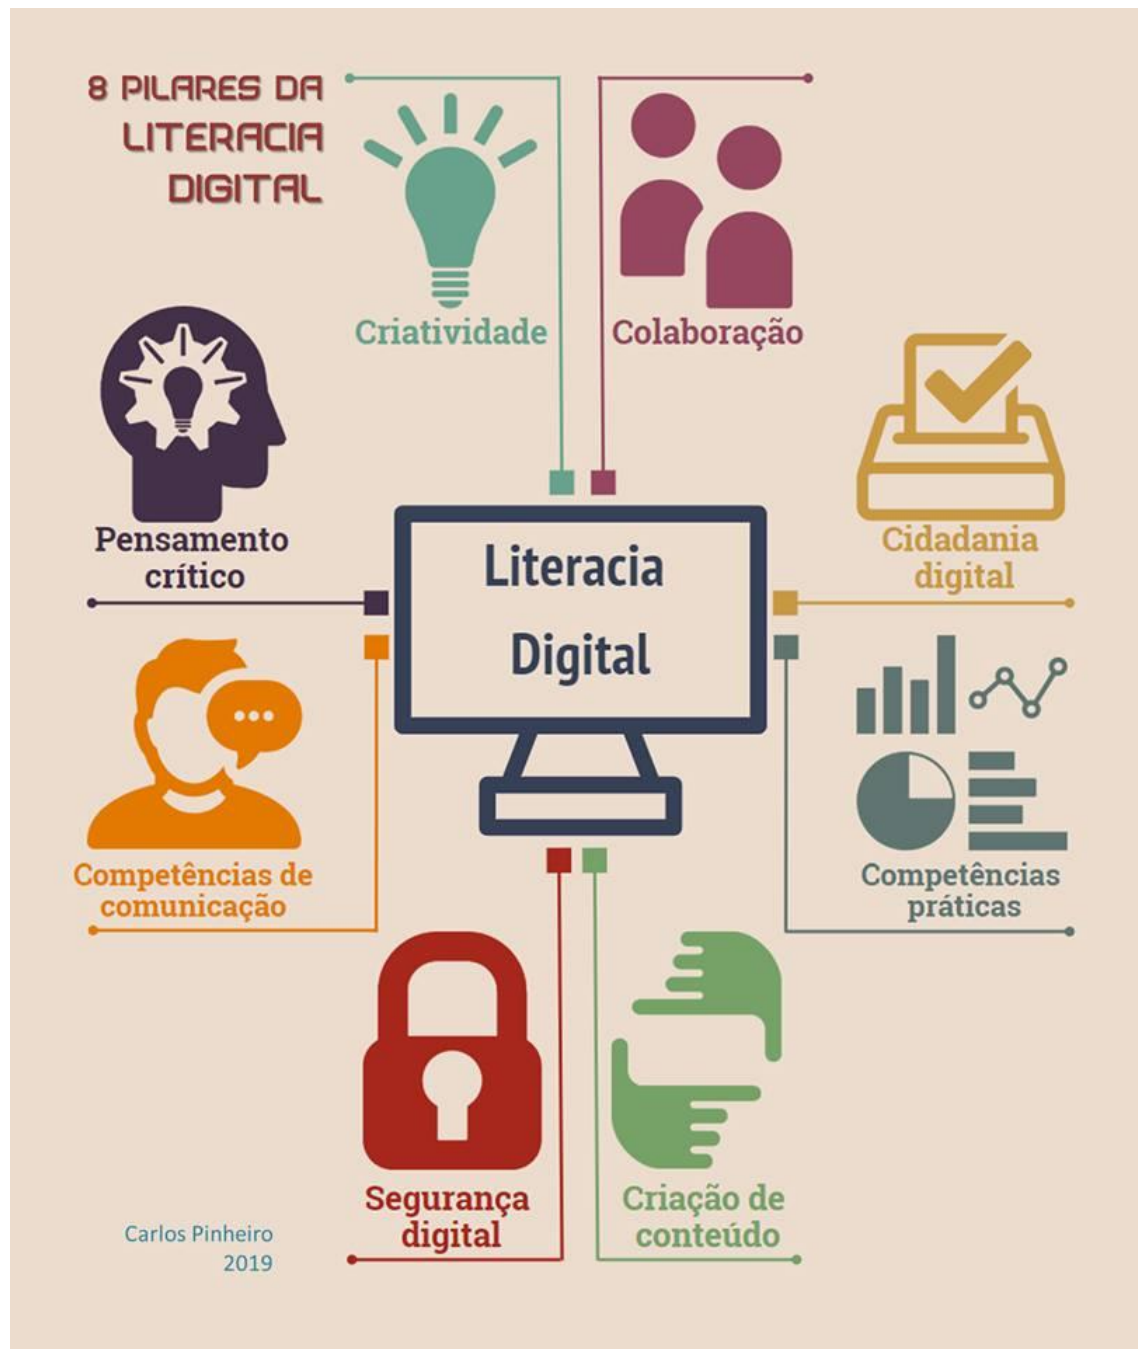 8 PILARES DA
LITERACIA
DIGITAL
Criatividade
Colaboração
Pensamento
crítico
Cidadania
digital
Literacia
Digital
Competências de
comunicação
Competências
práticas
Segurança
digital
Criação de
conteúdo
Carlos Pinheiro
2019